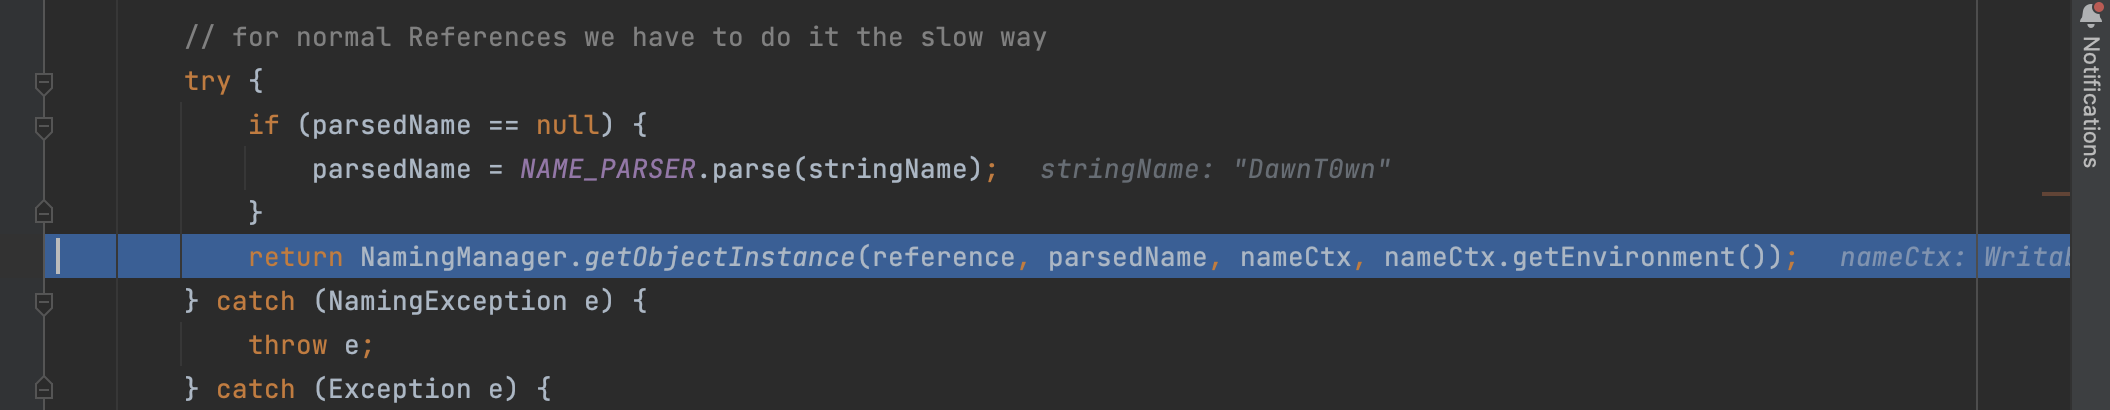 // for normal References we have to do it the slow way
try {
if (parsedName == null) {
parsedName = NAME_PARSER.parse(stringName); stringName: "DawnT0wn"
}
return NamingManager.getObjectInstance(reference, parsedName, nameCtx, nameCtx.getEnvironment()); nameCtx:
} catch (NamingException e) {
throw e;
} catch (Exception e) {
Notifications